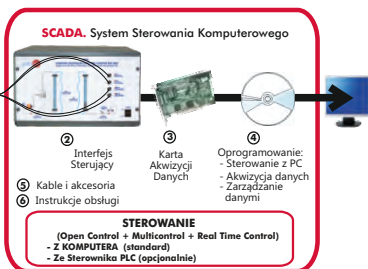 SCADA. System Sterowania Komputerowego
2 Interfejs Sterujący
3 Karta Akwizycji Danych
4 Oprogramowanie:
- Sterowanie z PC
- Akwizycja danych
- Zarządzanie danymi
5 Kable i akcesoria
6 Instrukcje obsługi
STEROWANIE
(Open Control + Multicontrol + Real Time Control)
- Z KOMPUTERA (standard)
- Ze Sterownika PLC (opcjonalnie)